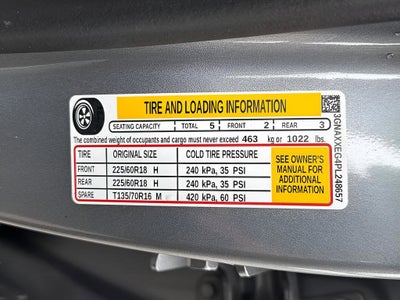 TIRE AND LOADING INFORMATION
SEATING CAPACITY TOTAL 5 FRONT 2 REAR 3
The combined weight of occupants and cargo must never exceed 463 kg or 1022 lbs.
TIRE ORIGINAL SIZE COLD TIRE PRESSURE
FRONT 225/60R18 H 240 kPa, 35 PSI
REAR 225/60R18 H 240 kPa, 35 PSI
SPARE T135/70R16 M 420 kPa, 60 PSI
SEE OWNER'S
MANUAL FOR
ADDITIONAL
INFORMATION
3GNAXXEG4PL248657